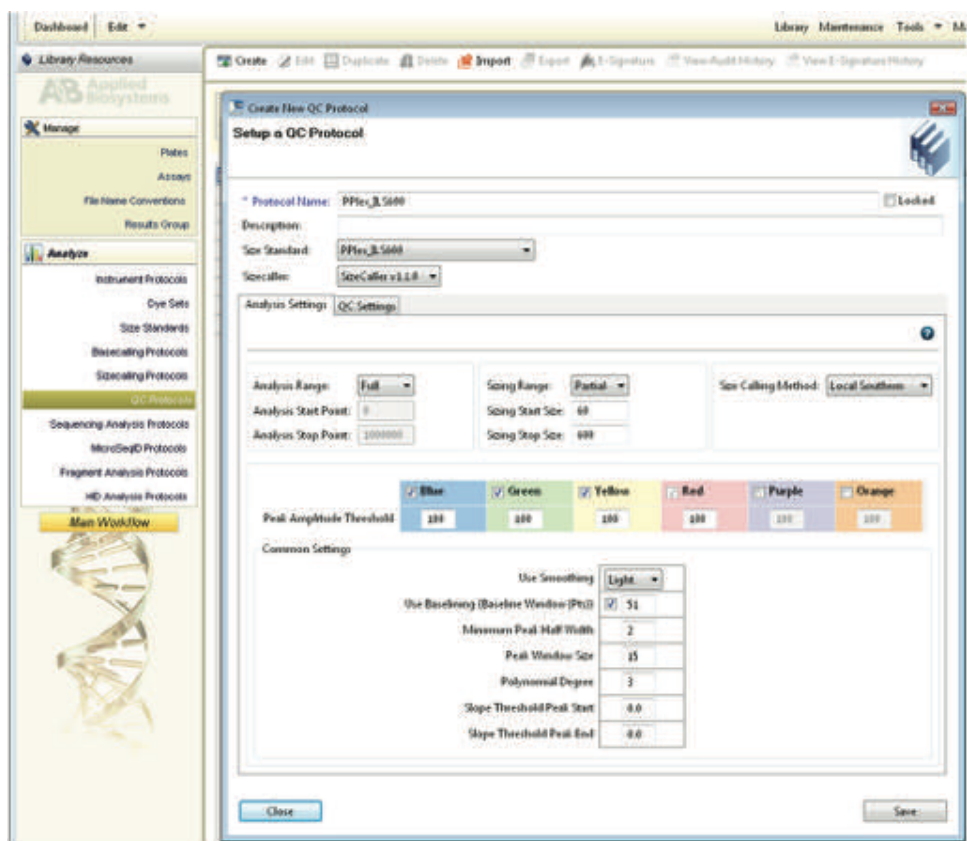 Dashboard Edit
Library Maintenance Tools
Library Resources
Create Edit Duplicate Delete Import Export E-Signature View Audit History View E-Signature History
AB Applied Biosystems
Manage
Plates
Assays
File Name Conventions
Results Group
Analyze
Instrument Protocols
Dye Sets
Size Standards
Basecalling Protocols
Sizecalling Protocols
QC Protocols
Sequencing Analysis Protocols
MicroSeqID Protocols
Fragment Analysis Protocols
HID Analysis Protocols
Main Workflow
Create New QC Protocol
Setup a QC Protocol
* Protocol Name: PPlex_ILS600 Locked
Description:
Size Standard: PPlex_ILS600
Sizecaller: SizeCaller v1.1.0
Analysis Settings QC Settings
Analysis Range: Full Sizing Range: Partial Size Calling Method: Local Southern
Analysis Start Point: 0 Sizing Start Size: 60
Analysis Stop Point: 1000000 Sizing Stop Size: 600
Blue Green Yellow Red Purple Orange
Peak Amplitude Threshold 100 100 100 100 100 100
Common Settings
Use Smoothing Light
Use Baselining (Baseline Window (Pts)) 51
Minimum Peak Half Width 2
Peak Window Size 15
Polynomial Degree 3
Slope Threshold Peak Start 0.0
Slope Threshold Peak End 0.0
Close Save